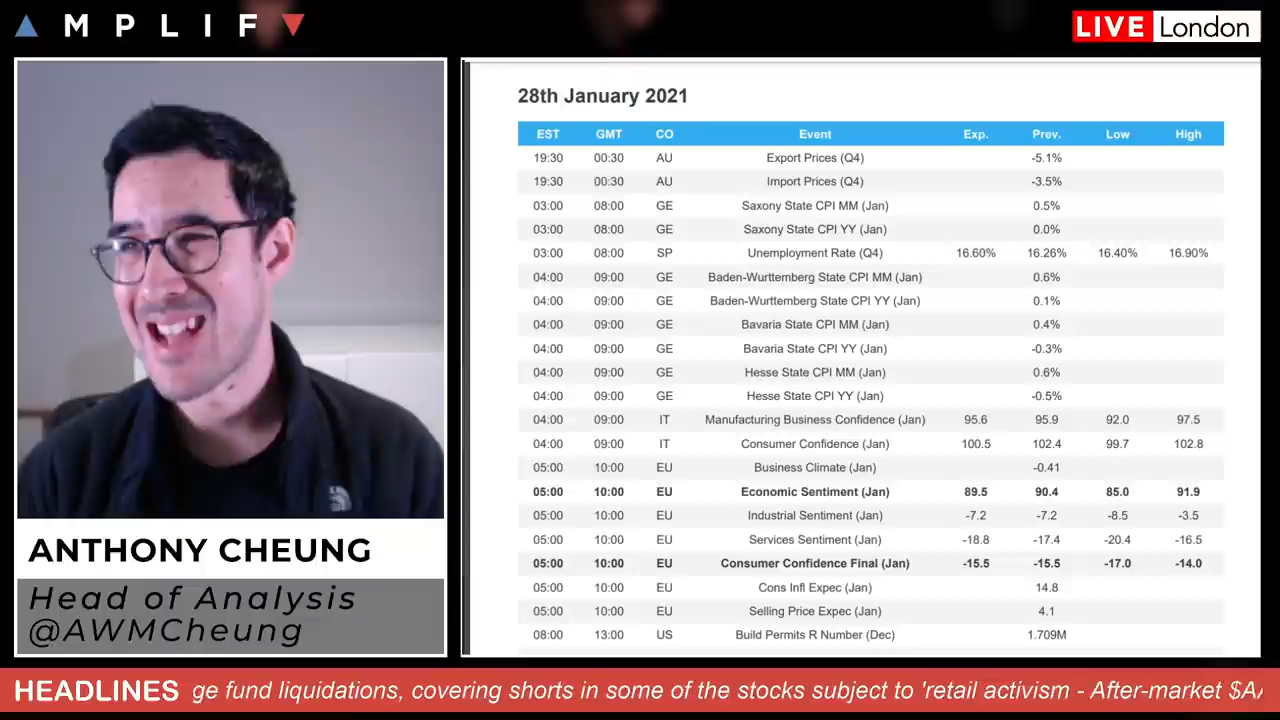 ▲ M P L I F ▼
LIVE London
28th January 2021
EST GMT CO Event Exp. Prev. Low High
19:30 00:30 AU Export Prices (Q4) -5.1%
19:30 00:30 AU Import Prices (Q4) -3.5%
03:00 08:00 GE Saxony State CPI MM (Jan) 0.5%
03:00 08:00 GE Saxony State CPI YY (Jan) 0.0%
03:00 08:00 SP Unemployment Rate (Q4) 16.60% 16.26% 16.40% 16.90%
04:00 09:00 GE Baden-Wurttemberg State CPI MM (Jan) 0.6%
04:00 09:00 GE Baden-Wurttemberg State CPI YY (Jan) 0.1%
04:00 09:00 GE Bavaria State CPI MM (Jan) 0.4%
04:00 09:00 GE Bavaria State CPI YY (Jan) -0.3%
04:00 09:00 GE Hesse State CPI MM (Jan) 0.6%
04:00 09:00 GE Hesse State CPI YY (Jan) -0.5%
04:00 09:00 IT Manufacturing Business Confidence (Jan) 95.6 95.9 92.0 97.5
04:00 09:00 IT Consumer Confidence (Jan) 100.5 102.4 99.7 102.8
05:00 10:00 EU Business Climate (Jan) -0.41
05:00 10:00 EU Economic Sentiment (Jan) 89.5 90.4 85.0 91.9
05:00 10:00 EU Industrial Sentiment (Jan) -7.2 -7.2 -8.5 -3.5
05:00 10:00 EU Services Sentiment (Jan) -18.8 -17.4 -20.4 -16.5
05:00 10:00 EU Consumer Confidence Final (Jan) -15.5 -15.5 -17.0 -14.0
05:00 10:00 EU Cons Infl Expec (Jan) 14.8
05:00 10:00 EU Selling Price Expec (Jan) 4.1
08:00 13:00 US Build Permits R Number (Dec) 1.709M
ANTHONY CHEUNG
Head of Analysis
@AWMCheung
HEADLINES ge fund liquidations, covering shorts in some of the stocks subject to 'retail activism - After-market $A